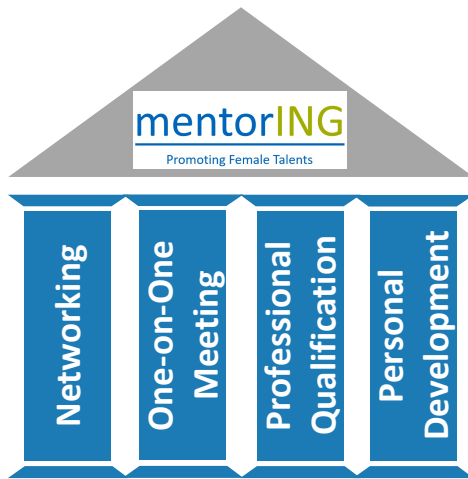 mentorING
Promoting Female Talents
Networking
One-on-One
Meeting
Professional
Qualification
Personal
Development